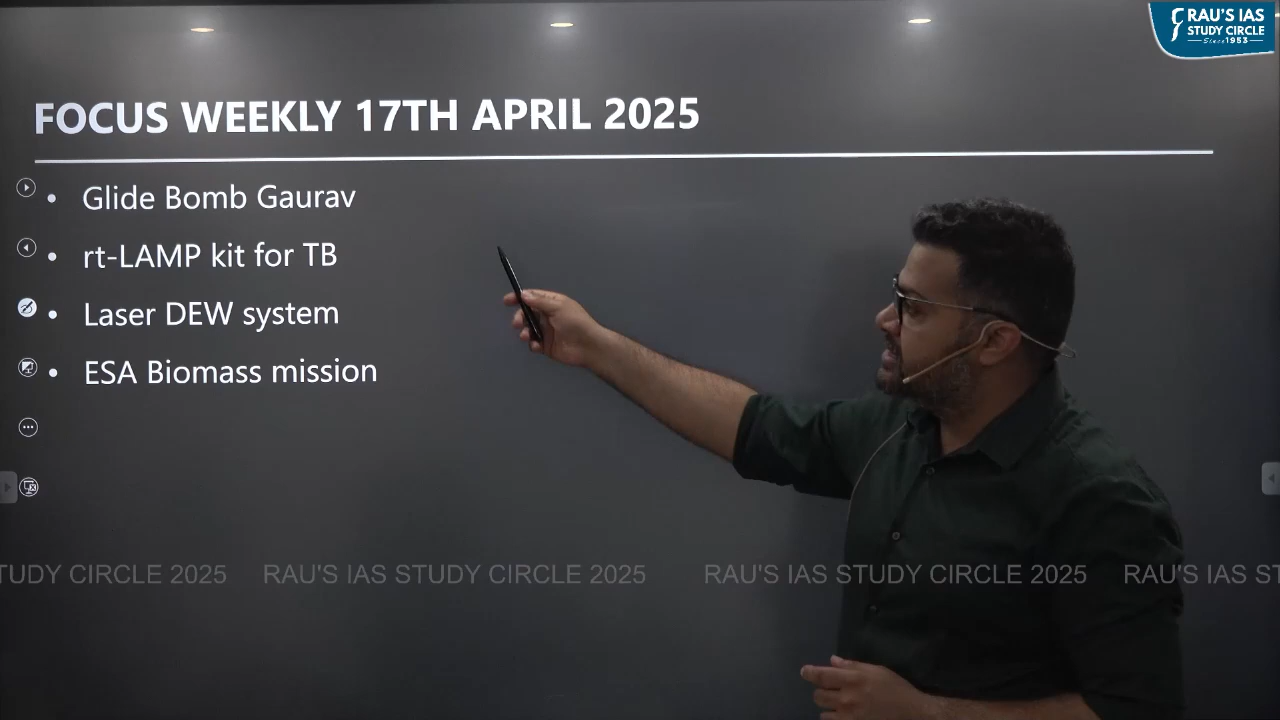 RAU'S IAS
STUDY CIRCLE
Since 1953
FOCUS WEEKLY 17TH APRIL 2025
• Glide Bomb Gaurav
• rt-LAMP kit for TB
• Laser DEW system
• ESA Biomass mission
TUDY CIRCLE 2025 RAU'S IAS STUDY CIRCLE 2025 RAU'S IAS STUDY CIRCLE 2025 RAU'S IAS ST